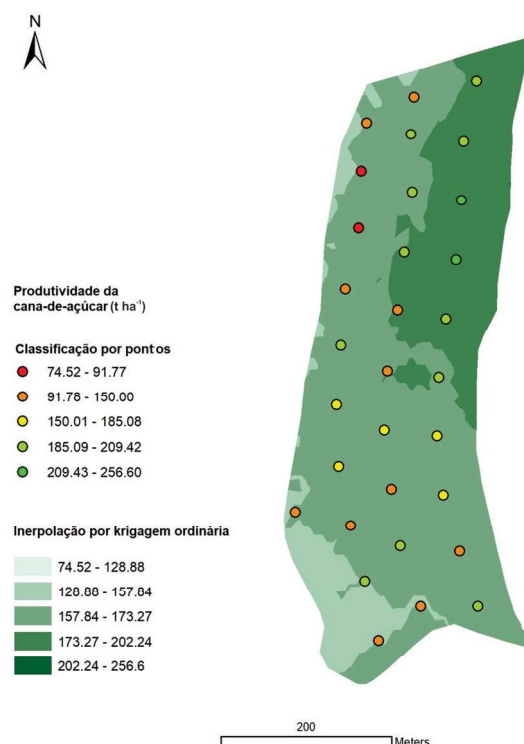 N
Produtividade da
cana-de-açúcar (t ha⁻¹)
Classificação por pontos
74.52 - 91.77
91.78 - 150.00
150.01 - 185.08
185.09 - 209.42
209.43 - 256.60
Inerpolação por krigagem ordinária
74.52 - 128.88
128.88 - 157.84
157.84 - 173.27
173.27 - 202.24
202.24 - 256.6
200
Meters